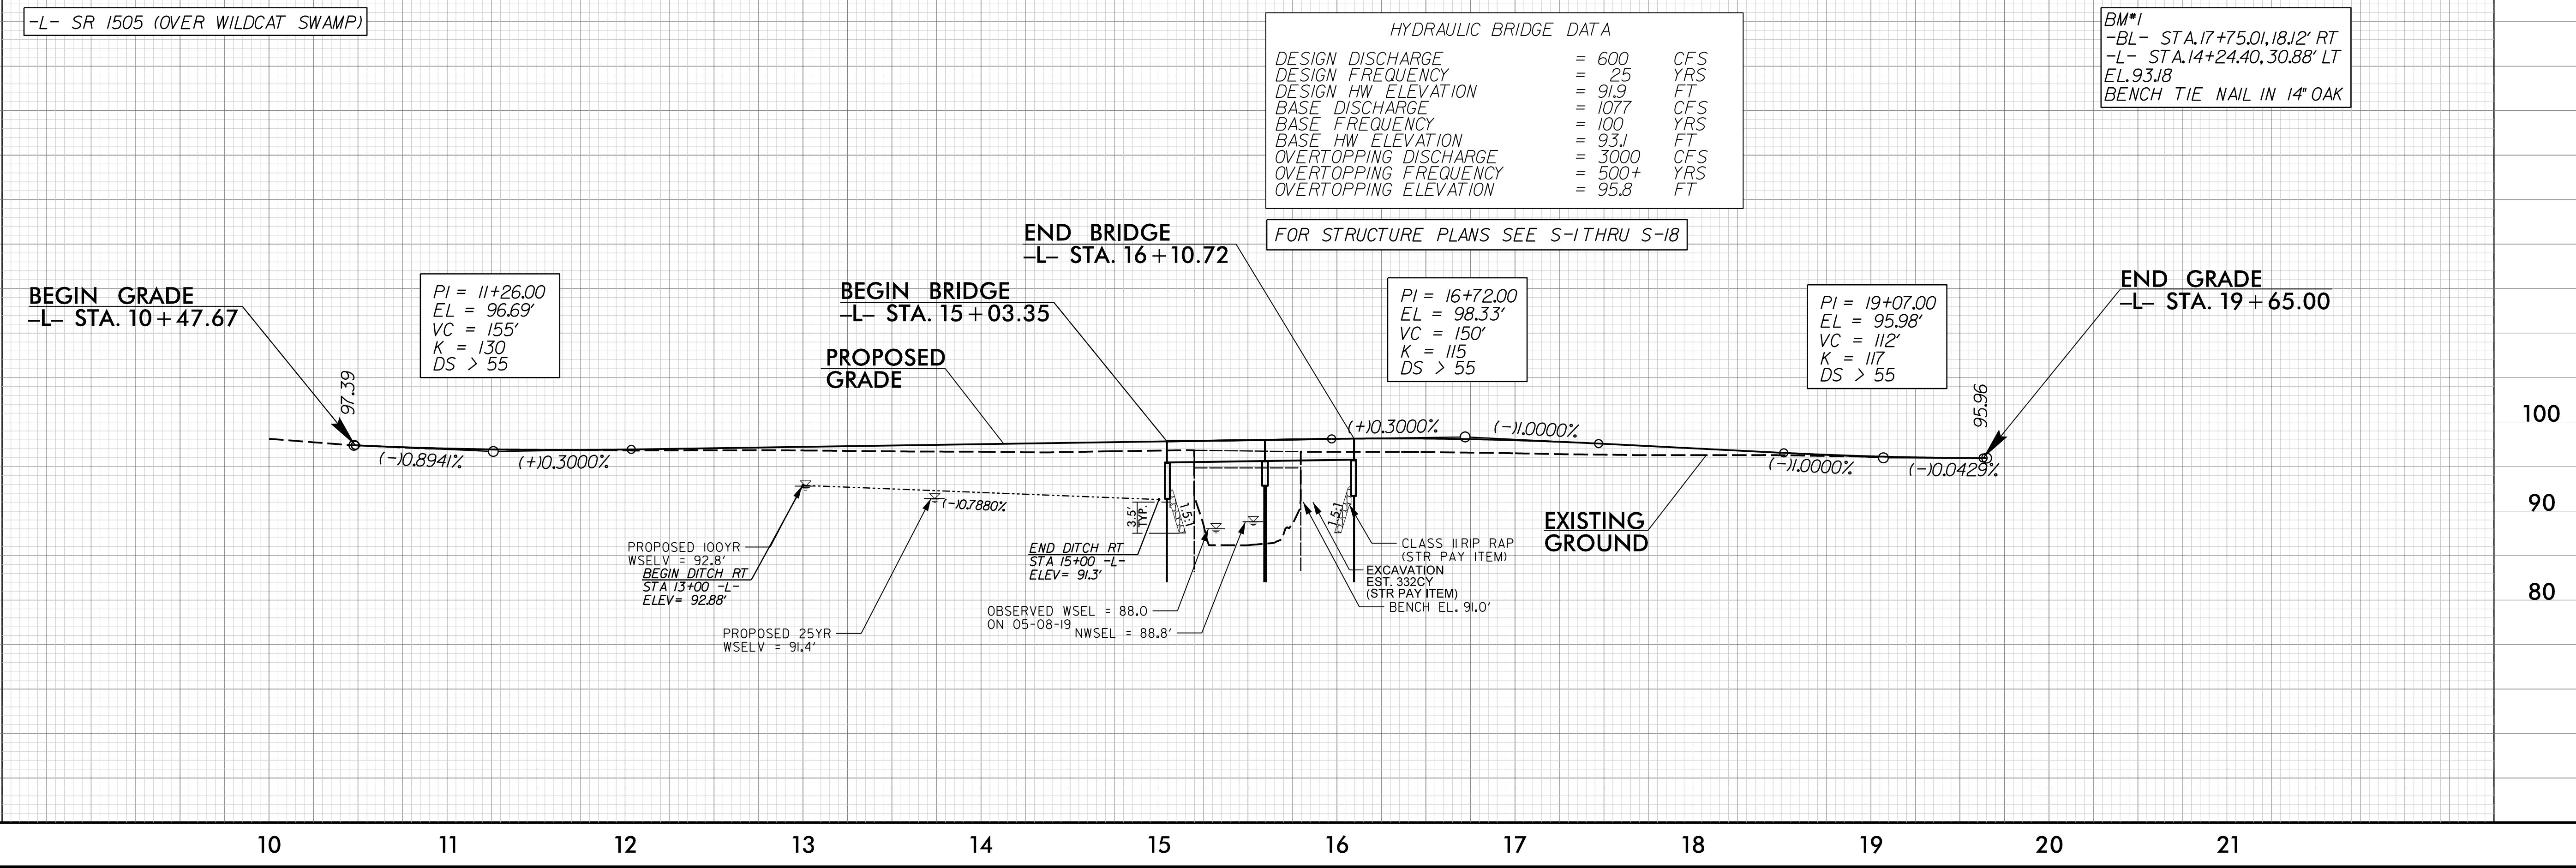 -L- SR 1505 (OVER WILDCAT SWAMP)
HYDRAULIC BRIDGE DATA
DESIGN DISCHARGE = 600 CFS
DESIGN FREQUENCY = 25 YRS
DESIGN HW ELEVATION = 91.9 FT
BASE DISCHARGE = 1077 CFS
BASE FREQUENCY = 100 YRS
BASE HW ELEVATION = 93.1 FT
OVERTOPPING DISCHARGE = 3000 CFS
OVERTOPPING FREQUENCY = 500+ YRS
OVERTOPPING ELEVATION = 95.8 FT
BM#1
-BL- STA.17+75.01,18.12' RT
-L- STA.14+24.40,30.88' LT
EL.93.18
BENCH TIE NAIL IN 14" OAK
FOR STRUCTURE PLANS SEE S-1 THRU S-18
BEGIN GRADE
-L- STA. 10+47.67
97.39
PI = 11+26.00
EL = 96.69'
VC = 155'
K = 130
DS > 55
BEGIN BRIDGE
-L- STA. 15+03.35
END BRIDGE
-L- STA. 16+10.72
PROPOSED
GRADE
PI = 16+72.00
EL = 98.33'
VC = 150'
K = 115
DS > 55
PI = 19+07.00
EL = 95.98'
VC = 112'
K = 117
DS > 55
END GRADE
-L- STA. 19+65.00
95.96
(-)0.8941%
(+)0.3000%
(+)0.3000%
(-)1.0000%
(-)1.0000%
(-)0.0429%
(-)0.7880%
3.5'
TYP.
1.5:1
1.5:1
PROPOSED 100YR
WSELV = 92.8'
BEGIN DITCH RT
STA 13+00 -L-
ELEV= 92.88'
PROPOSED 25YR
WSELV = 91.4'
END DITCH RT
STA 15+00 -L-
ELEV= 91.3'
OBSERVED WSEL = 88.0
ON 05-08-19
NWSEL = 88.8'
CLASS II RIP RAP
(STR PAY ITEM)
EXCAVATION
EST. 332CY
(STR PAY ITEM)
BENCH EL. 91.0'
EXISTING
GROUND
100
90
80
10 11 12 13 14 15 16 17 18 19 20 21